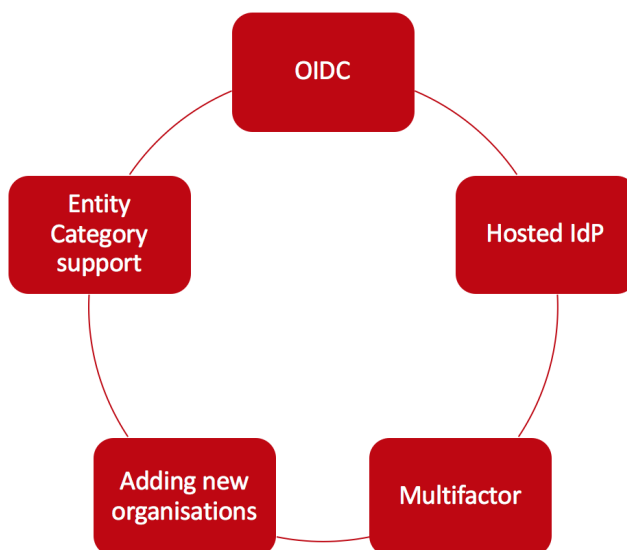 OIDC
Hosted IdP
Multifactor
Adding new
organisations
Entity
Category
support